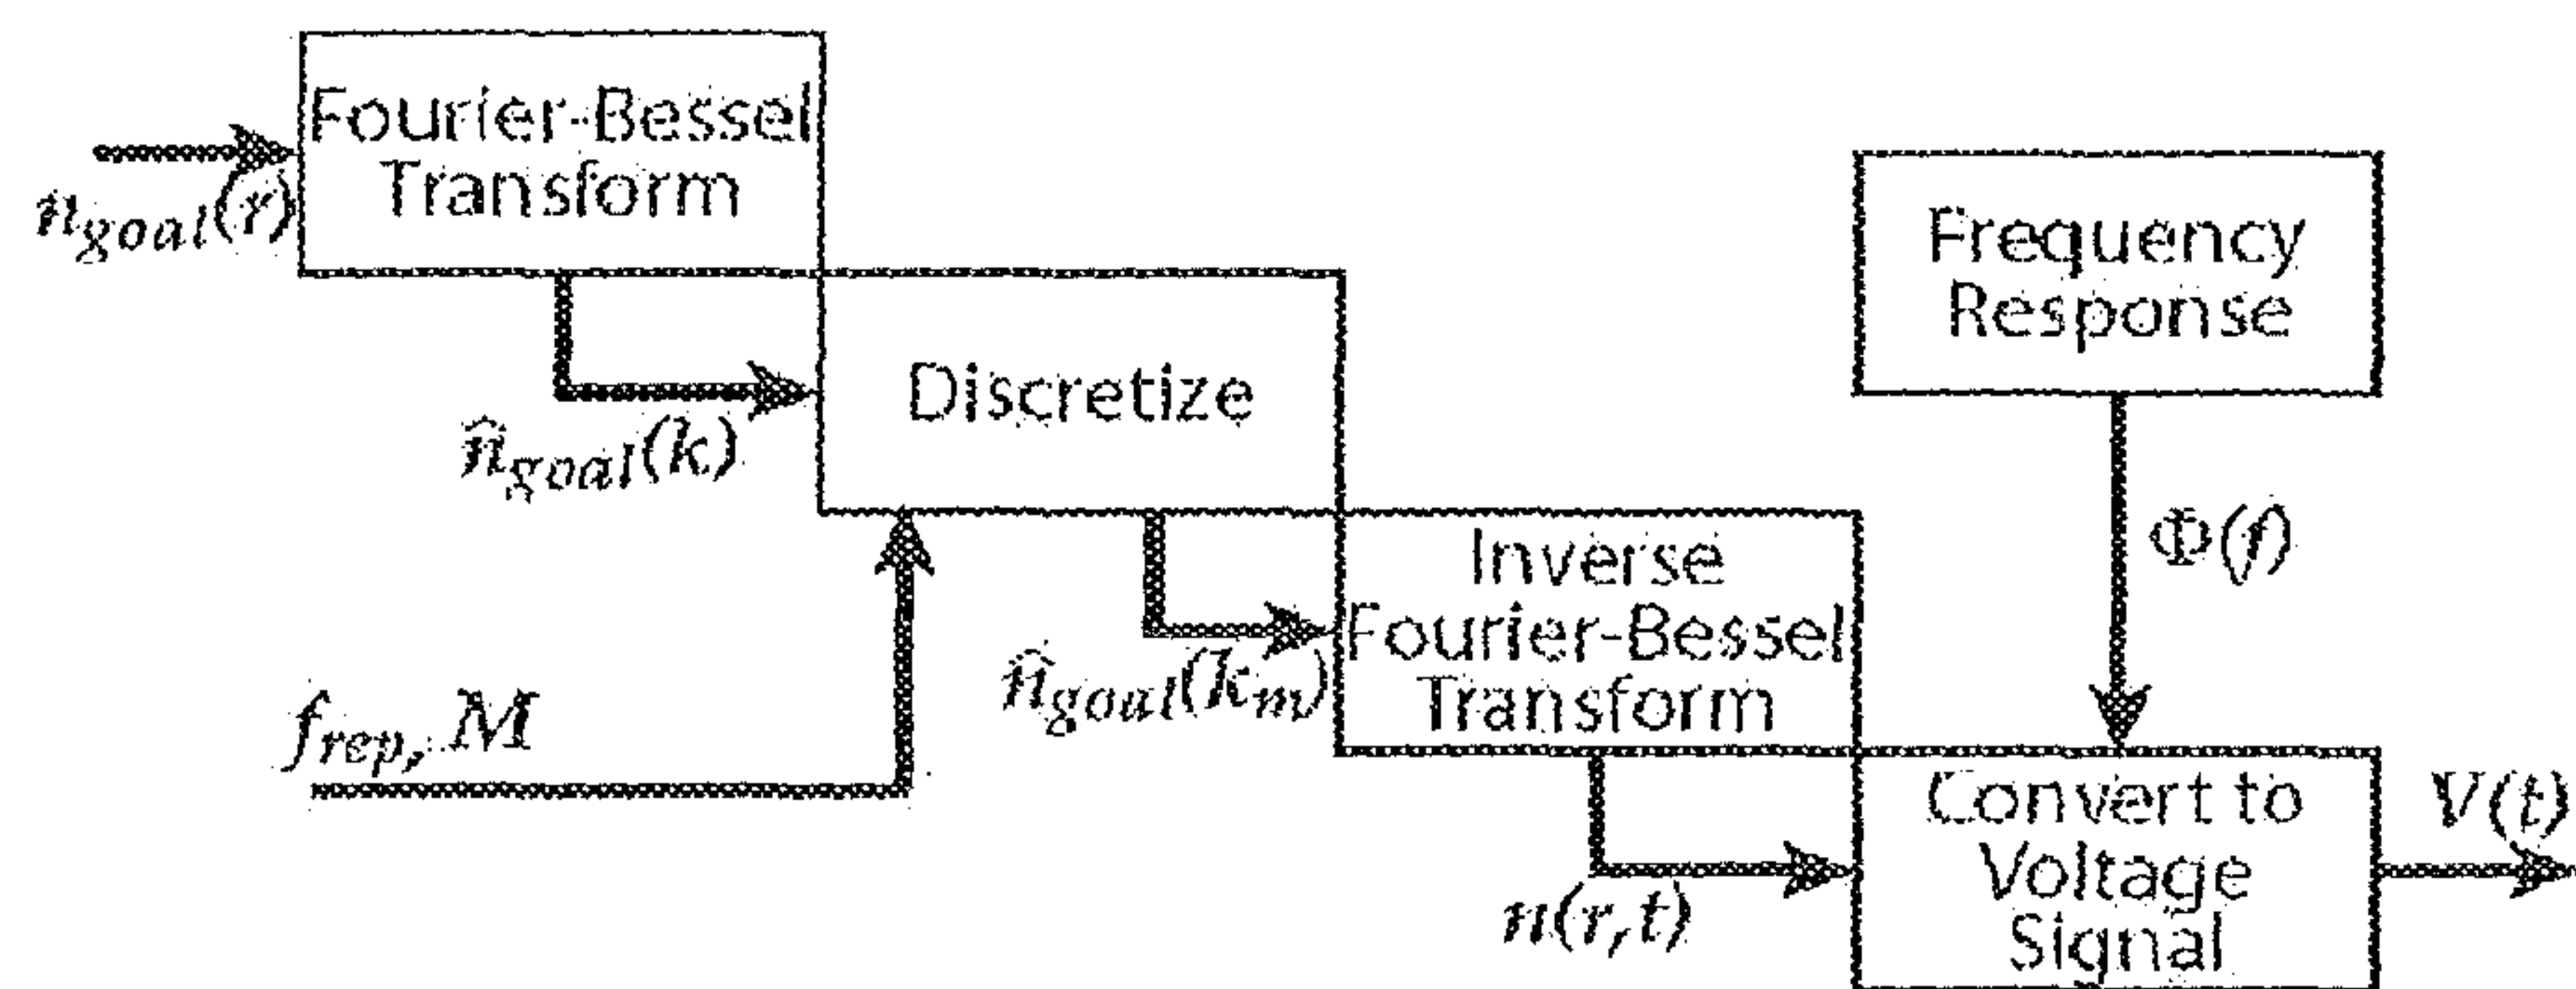 Fourier-Bessel
Transform
n_goal(r)
Frequency
Response
Discretize
n̂_goal(k)
Φ(f)
Inverse
Fourier-Bessel
Transform
n̂_goal(k_m)
f_rep, M
Convert to
Voltage
Signal
V(t)
n(r,t)